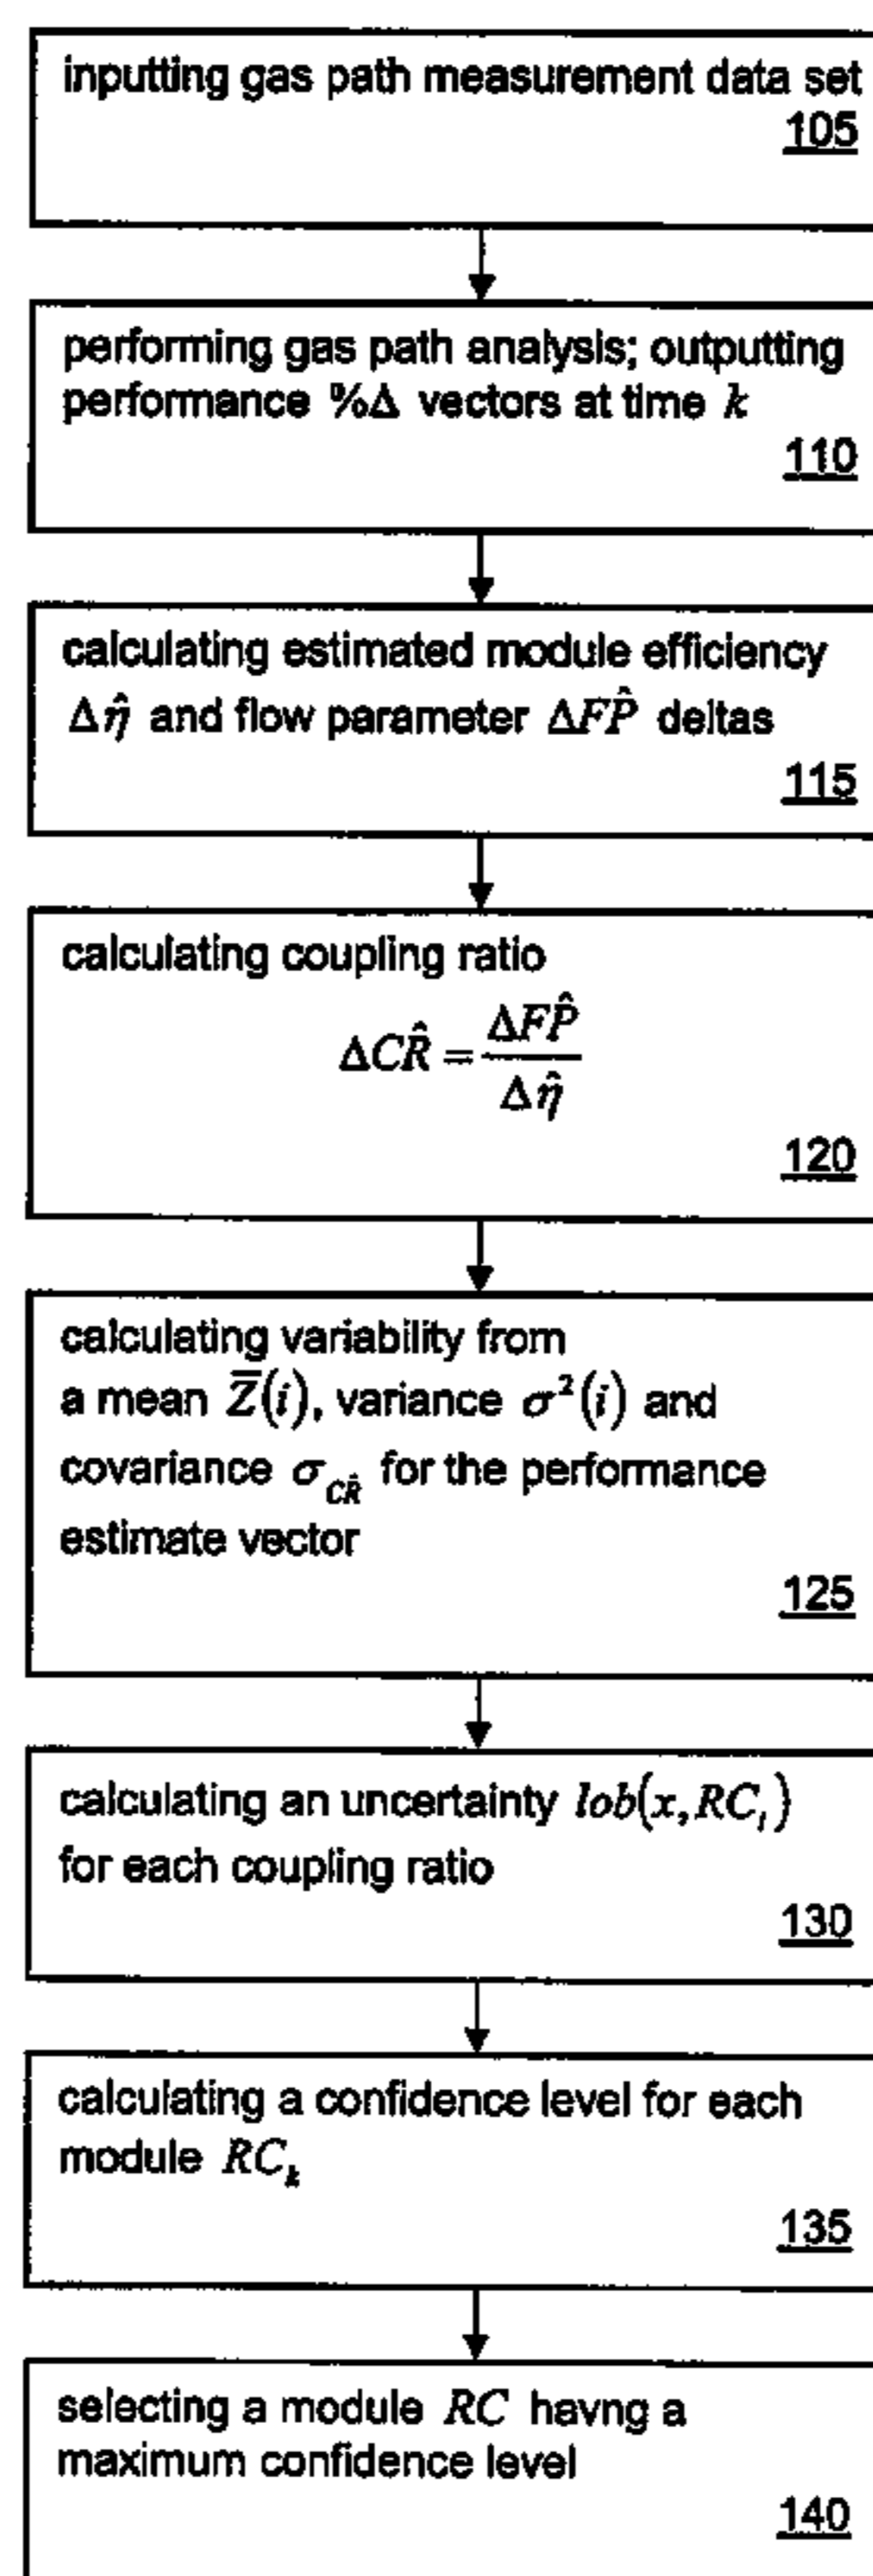 inputting gas path measurement data set
105
performing gas path analysis; outputting
performance %Δ vectors at time k
110
calculating estimated module efficiency
Δη̂ and flow parameter ΔFP̂ deltas
115
calculating coupling ratio
ΔCR̂ = ΔFP̂ / Δη̂
120
calculating variability from
a mean Z̅(i), variance σ²(i) and
covariance σ_CR̂ for the performance
estimate vector
125
calculating an uncertainty lob(x, RC_i)
for each coupling ratio
130
calculating a confidence level for each
module RC_k
135
selecting a module RC havng a
maximum confidence level
140